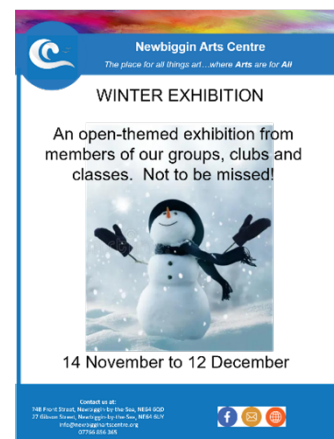 Newbiggin Arts Centre
The place for all things art...where Arts are for All
WINTER EXHIBITION
An open-themed exhibition from
members of our groups, clubs and
classes. Not to be missed!
14 November to 12 December
Contact us at:
74B Front Street, Newbiggin by the Sea, NE64 6QD
37 Gibson Street, Newbiggin by the Sea, NE64 6LY
info@newbigginartscentre.org